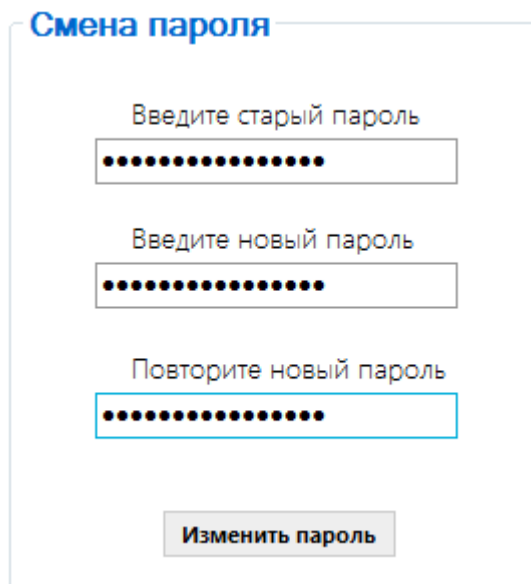 Смена пароля
Введите старый пароль
••••••••••••••••
Введите новый пароль
••••••••••••••••
Повторите новый пароль
••••••••••••••••
Изменить пароль